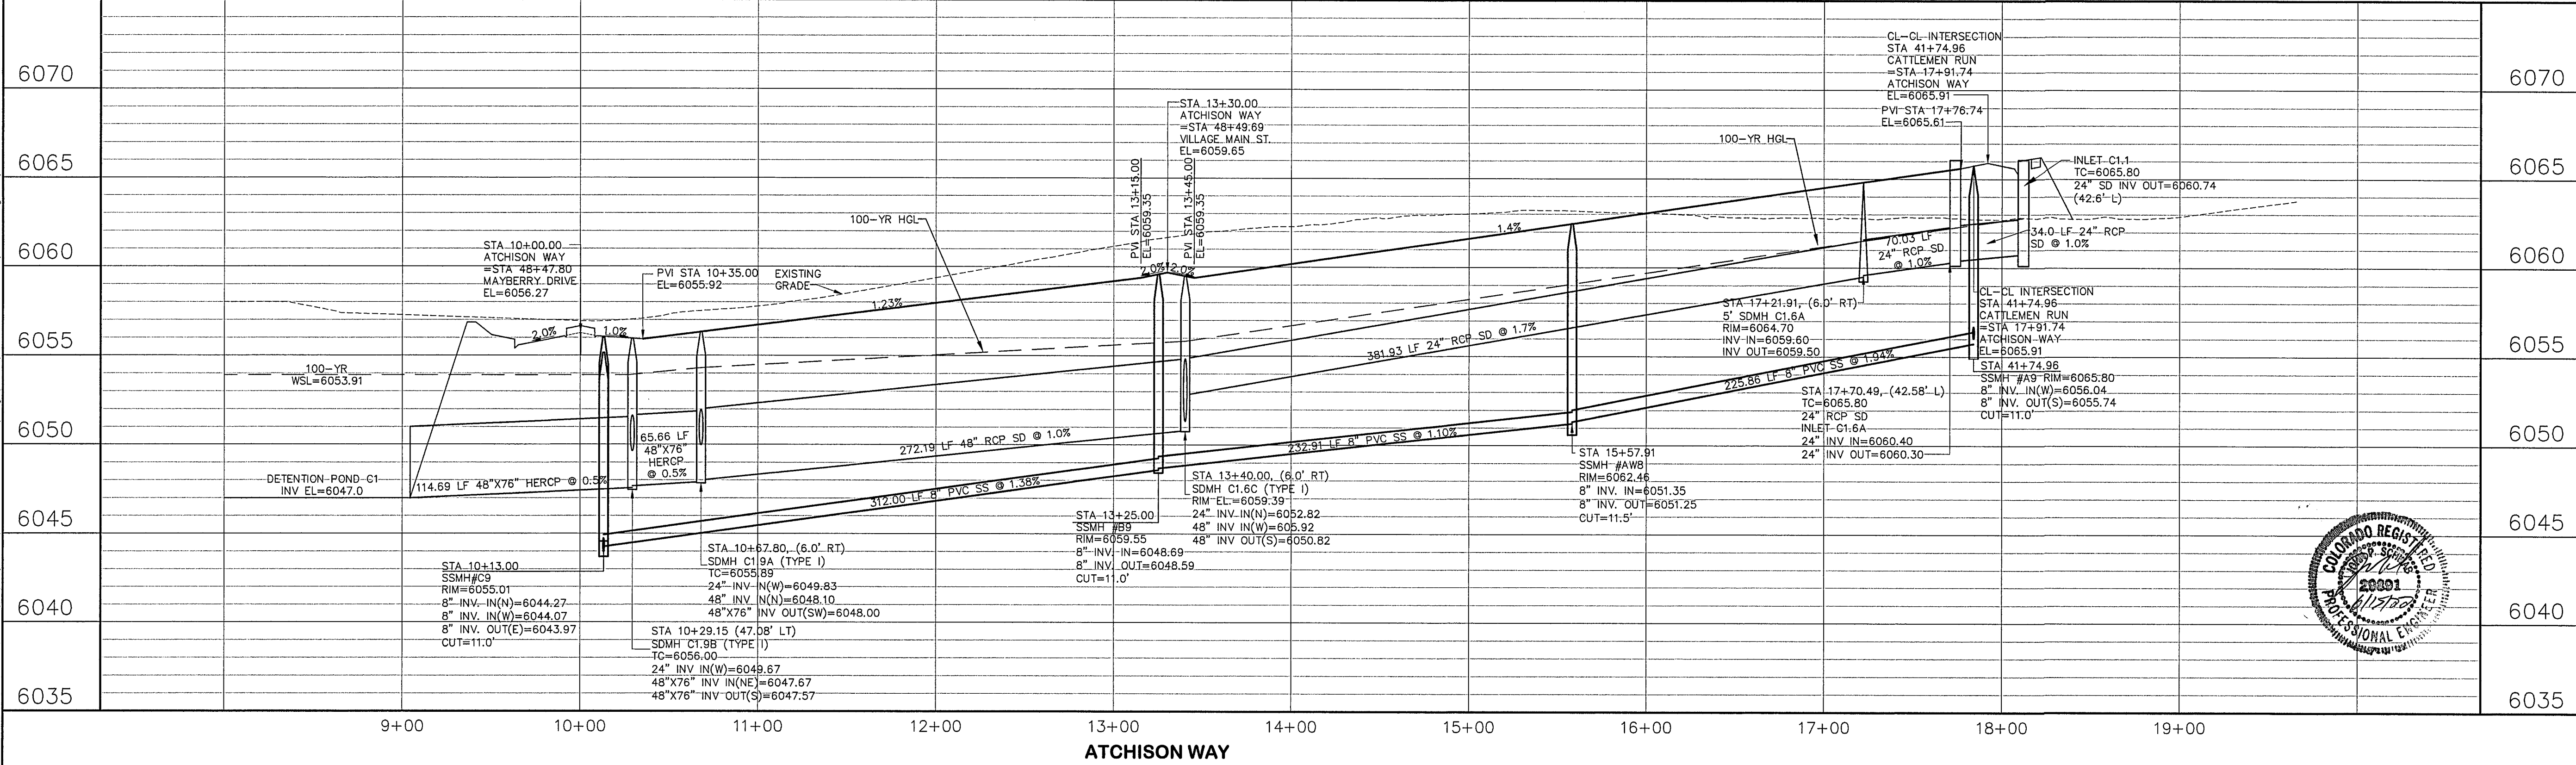 6070
6065
6060
6055
6050
6045
6040
6035
STA 10+00.00
ATCHISON WAY
=STA 48+47.80
MAYBERRY DRIVE
EL=6056.27
2.0%
1.0%
PVI STA 10+35.00
EL=6055.92
EXISTING
GRADE
1.23%
100-YR
WSL=6053.91
DETENTION POND C1
INV EL=6047.0
114.69 LF 48"X76" HERCP @ 0.5%
65.66 LF
48"X76"
HERCP
@ 0.5%
272.19 LF 48" RCP SD @ 1.0%
312.00 LF 8" PVC SS @ 1.38%
STA 10+13.00
SSMH#C9
RIM=6055.01
8" INV. IN(N)=6044.27
8" INV. IN(W)=6044.07
8" INV. OUT(E)=6043.97
CUT=11.0'
STA 10+67.80, (6.0' RT)
SDMH C1.9A (TYPE I)
TC=6055.89
24" INV IN(W)=6049.83
48" INV IN(N)=6048.10
48"X76" INV OUT(SW)=6048.00
STA 10+29.15 (47.08' LT)
SDMH C1.9B (TYPE I)
TC=6056.00
24" INV IN(W)=6049.67
48"X76" INV IN(NE)=6047.67
48"X76" INV OUT(S)=6047.57
100-YR HGL
STA 13+30.00
ATCHISON WAY
=STA 48+49.69
VILLAGE MAIN ST.
EL=6059.65
PVI STA 13+15.00
EL=6059.35
PVI STA 13+45.00
EL=6059.35
2.0%
2.0%
STA 13+25.00
SSMH #B9
RIM=6059.55
8" INV. IN=6048.69
8" INV. OUT=6048.59
CUT=11.0'
STA 13+40.00, (6.0' RT)
SDMH C1.6C (TYPE I)
RIM EL.=6059.39
24" INV IN(N)=6052.82
48" INV IN(W)=605.92
48" INV OUT(S)=6050.82
232.91 LF 8" PVC SS @ 1.10%
381.93 LF 24" RCP SD @ 1.7%
1.4%
STA 15+57.91
SSMH #AW8
RIM=6062.46
8" INV. IN=6051.35
8" INV. OUT=6051.25
CUT=11.5'
100-YR HGL
225.86 LF 8" PVC SS @ 1.94%
STA 17+21.91, (6.0' RT)
5' SDMH C1.6A
RIM=6064.70
INV IN=6059.60
INV OUT=6059.50
70.03 LF
24" RCP SD
@ 1.0%
STA 17+70.49, (42.58' L)
TC=6065.80
24" RCP SD
INLET C1.6A
24" INV IN=6060.40
24" INV OUT=6060.30
CL-CL INTERSECTION
STA 41+74.96
CATTLEMEN RUN
=STA 17+91.74
ATCHISON WAY
EL=6065.91
PVI STA 17+76.74
EL=6065.61
INLET C1.1
TC=6065.80
24" SD INV OUT=6060.74
(42.6' L)
34.0 LF 24" RCP
SD @ 1.0%
CL-CL INTERSECTION
STA 41+74.96
CATTLEMEN RUN
=STA 17+91.74
ATCHISON WAY
EL=6065.91
STA 41+74.96
SSMH #A9 RIM=6065.80
8" INV. IN(W)=6056.04
8" INV. OUT(S)=6055.74
CUT=11.0'
6070
6065
6060
6055
6050
6045
6040
6035
COLORADO REGISTERED
28891
PROFESSIONAL ENGINEER
9+00
10+00
11+00
12+00
13+00
14+00
15+00
16+00
17+00
18+00
19+00
ATCHISON WAY